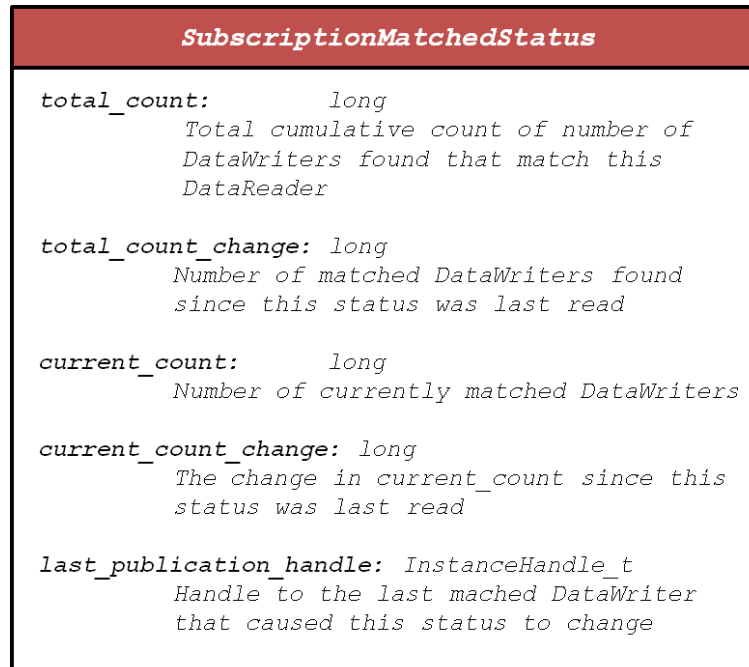 SubscriptionMatchedStatus
total_count: long
Total cumulative count of number of
DataWriters found that match this
DataReader
total_count_change: long
Number of matched DataWriters found
since this status was last read
current_count: long
Number of currently matched DataWriters
current_count_change: long
The change in current_count since this
status was last read
last_publication_handle: InstanceHandle_t
Handle to the last mached DataWriter
that caused this status to change